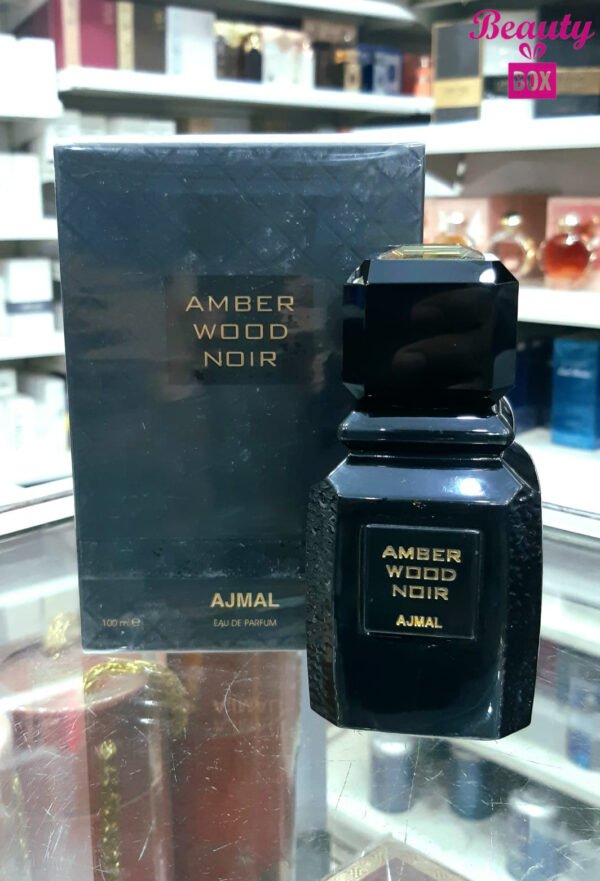 Beauty
BOX
AMBER
WOOD
NOIR
AJMAL
EAU DE PARFUM
100 ml e
AMBER
WOOD
NOIR
AJMAL